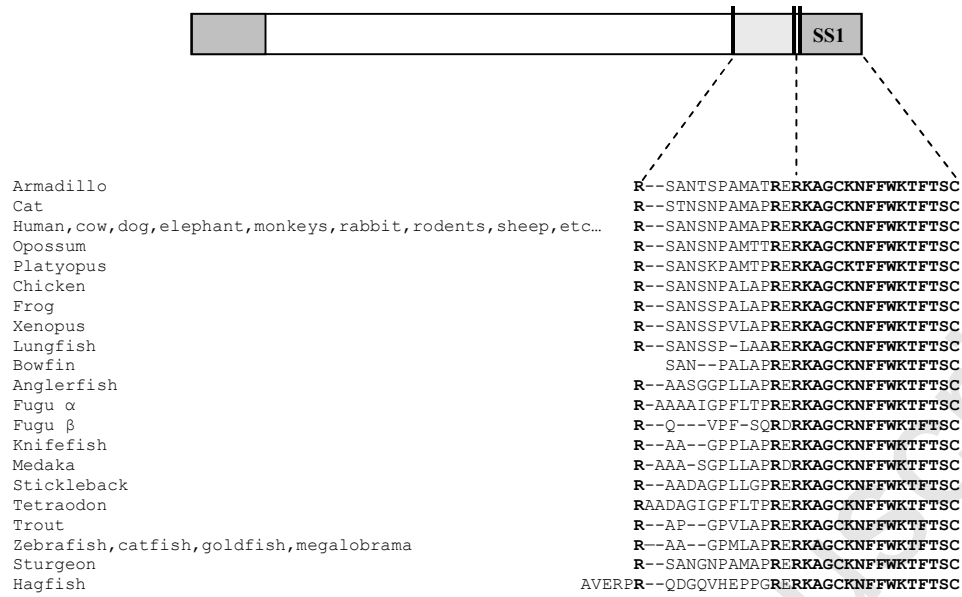 SS1
Armadillo R--SANTSPAMATRERKAGCKNFFWKTFTSC
Cat R--STNSNPAMAPRERKAGCKNFFWKTFTSC
Human,cow,dog,elephant,monkeys,rabbit,rodents,sheep,etc… R--SANSNPAMAPRERKAGCKNFFWKTFTSC
Opossum R--SANSNPAMTTRERKAGCKNFFWKTFTSC
Platyopus R--SANSKPAMTPRERKAGCKTFFWKTFTSC
Chicken R--SANSNPALAPRERKAGCKNFFWKTFTSC
Frog R--SANSSPALAPRERKAGCKNFFWKTFTSC
Xenopus R--SANSSPVLAPRERKAGCKNFFWKTFTSC
Lungfish R--SANSSP-LAARERKAGCKNFFWKTFTSC
Bowfin SAN--PALAPRERKAGCKNFFWKTFTSC
Anglerfish R--AASGGPLLAPRERKAGCKNFFWKTFTSC
Fugu α R-AAAAIGPFLTPRERKAGCKNFFWKTFTSC
Fugu β R--Q---VPF-SQRDRKAGCRNFFWKTFTSC
Knifefish R--AA--GPPLAPRERKAGCKNFFWKTFTSC
Medaka R-AAA-SGPLLAPRDRKAGCKNFFWKTFTSC
Stickleback R--AADAGPLLGPRERKAGCKNFFWKTFTSC
Tetraodon RAADAGIGPFLTPRERKAGCKNFFWKTFTSC
Trout R--AP--GPVLAPRERKAGCKNFFWKTFTSC
Zebrafish,catfish,goldfish,megalobrama R--AA--GPMLAPRERKAGCKNFFWKTFTSC
Sturgeon R--SANGNPAMAPRERKAGCKNFFWKTFTSC
Hagfish AVERPR--QDGQVHEPPGRERKAGCKNFFWKTFTSC